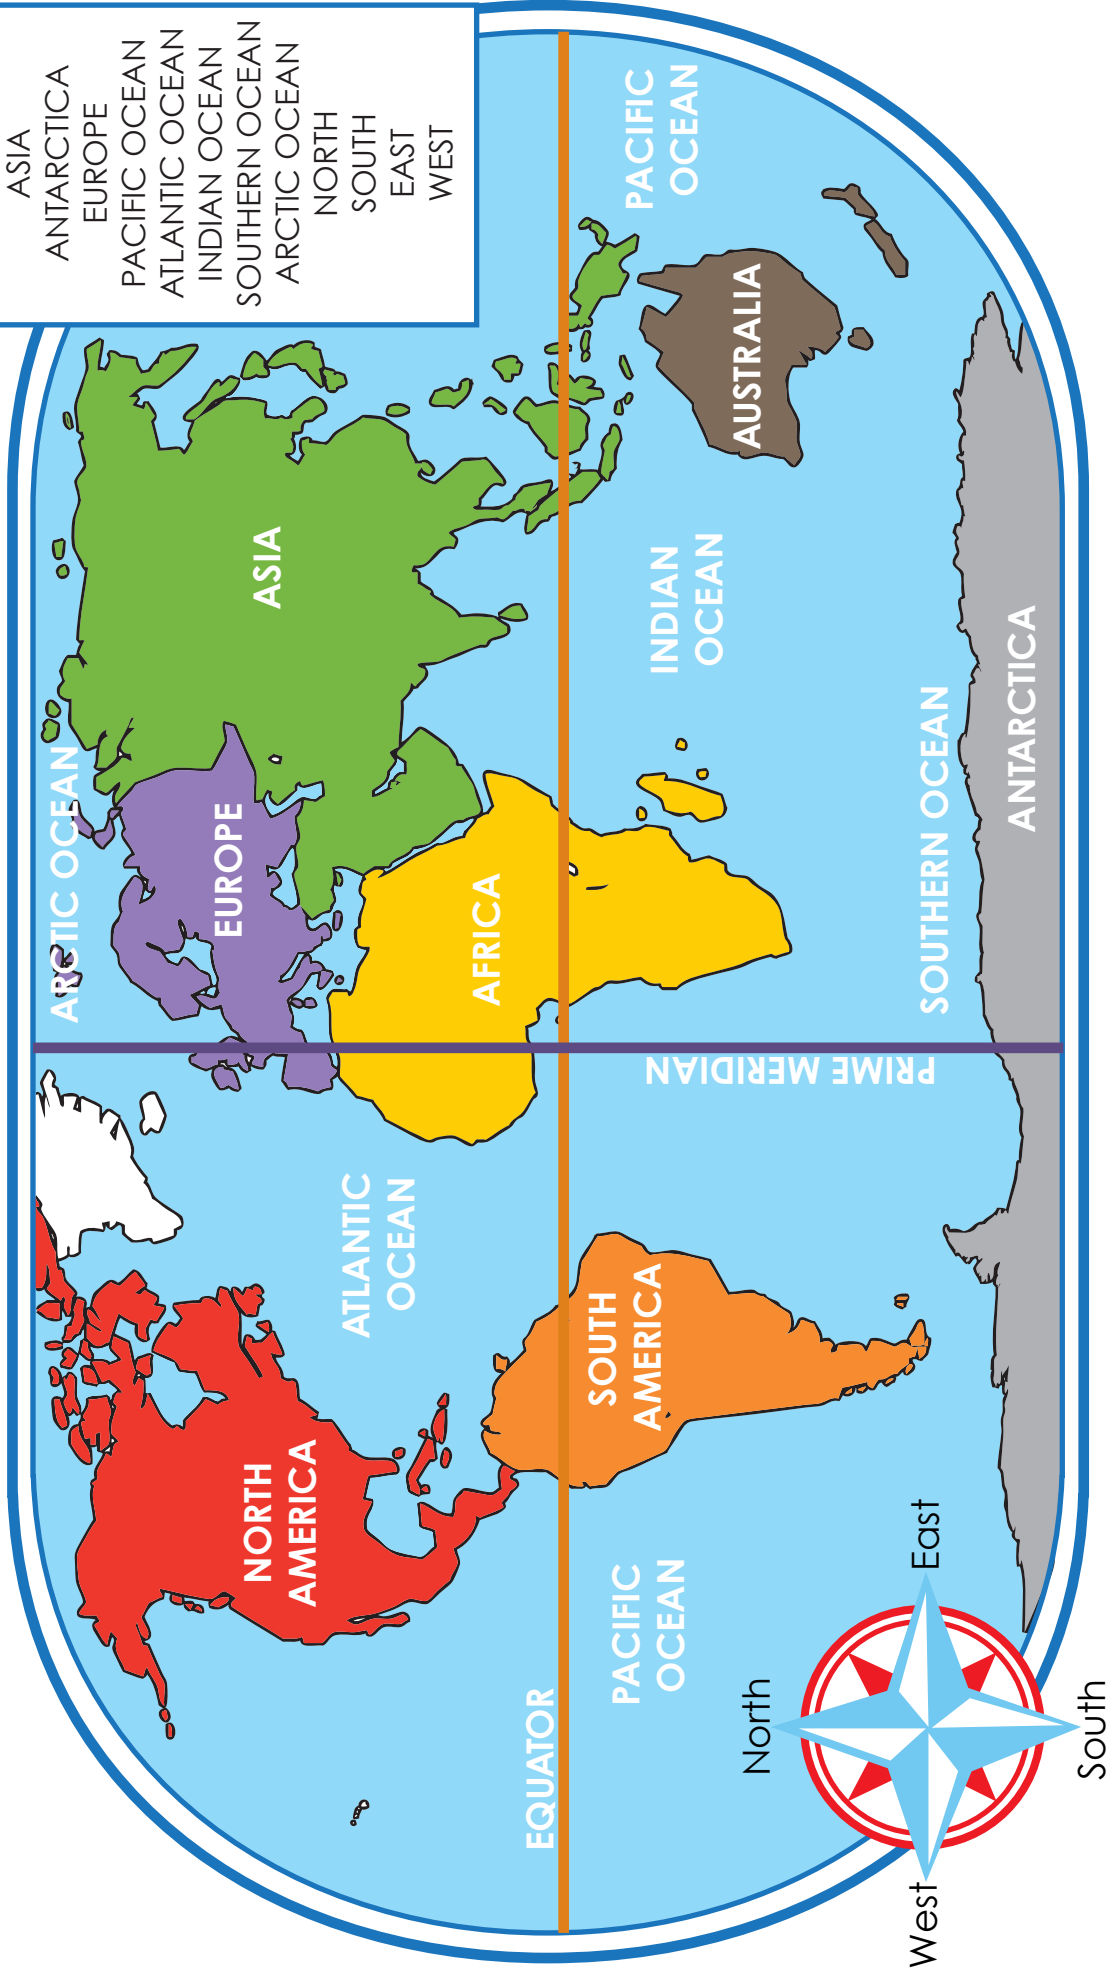 ASIA
ANTARCTICA
EUROPE
PACIFIC OCEAN
ATLANTIC OCEAN
INDIAN OCEAN
SOUTHERN OCEAN
ARCTIC OCEAN
NORTH
SOUTH
EAST
WEST
ARCTIC OCEAN
NORTH
AMERICA
EUROPE
ASIA
ATLANTIC
OCEAN
AFRICA
EQUATOR
PACIFIC
OCEAN
SOUTH
AMERICA
PRIME MERIDIAN
INDIAN
OCEAN
PACIFIC
OCEAN
AUSTRALIA
SOUTHERN OCEAN
ANTARCTICA
North
West
East
South